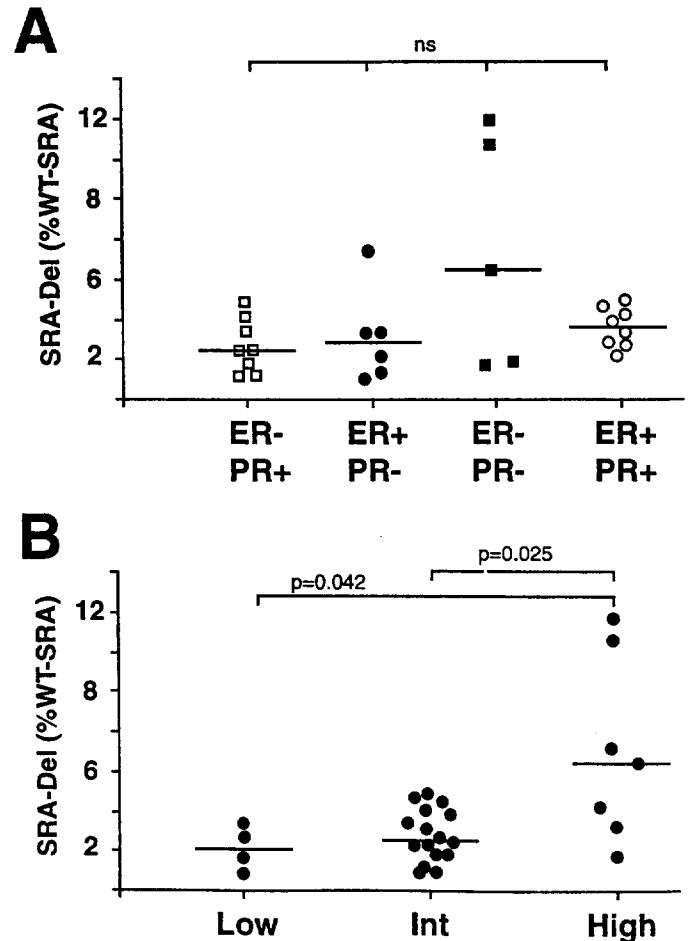 A
ns
SRA-Del (%WT-SRA)
12
8
6
2
ER- ER+ ER- ER+
PR+ PR- PR- PR+
B
p=0.025
p=0.042
SRA-Del (%WT-SRA)
12
8
6
2
Low Int High